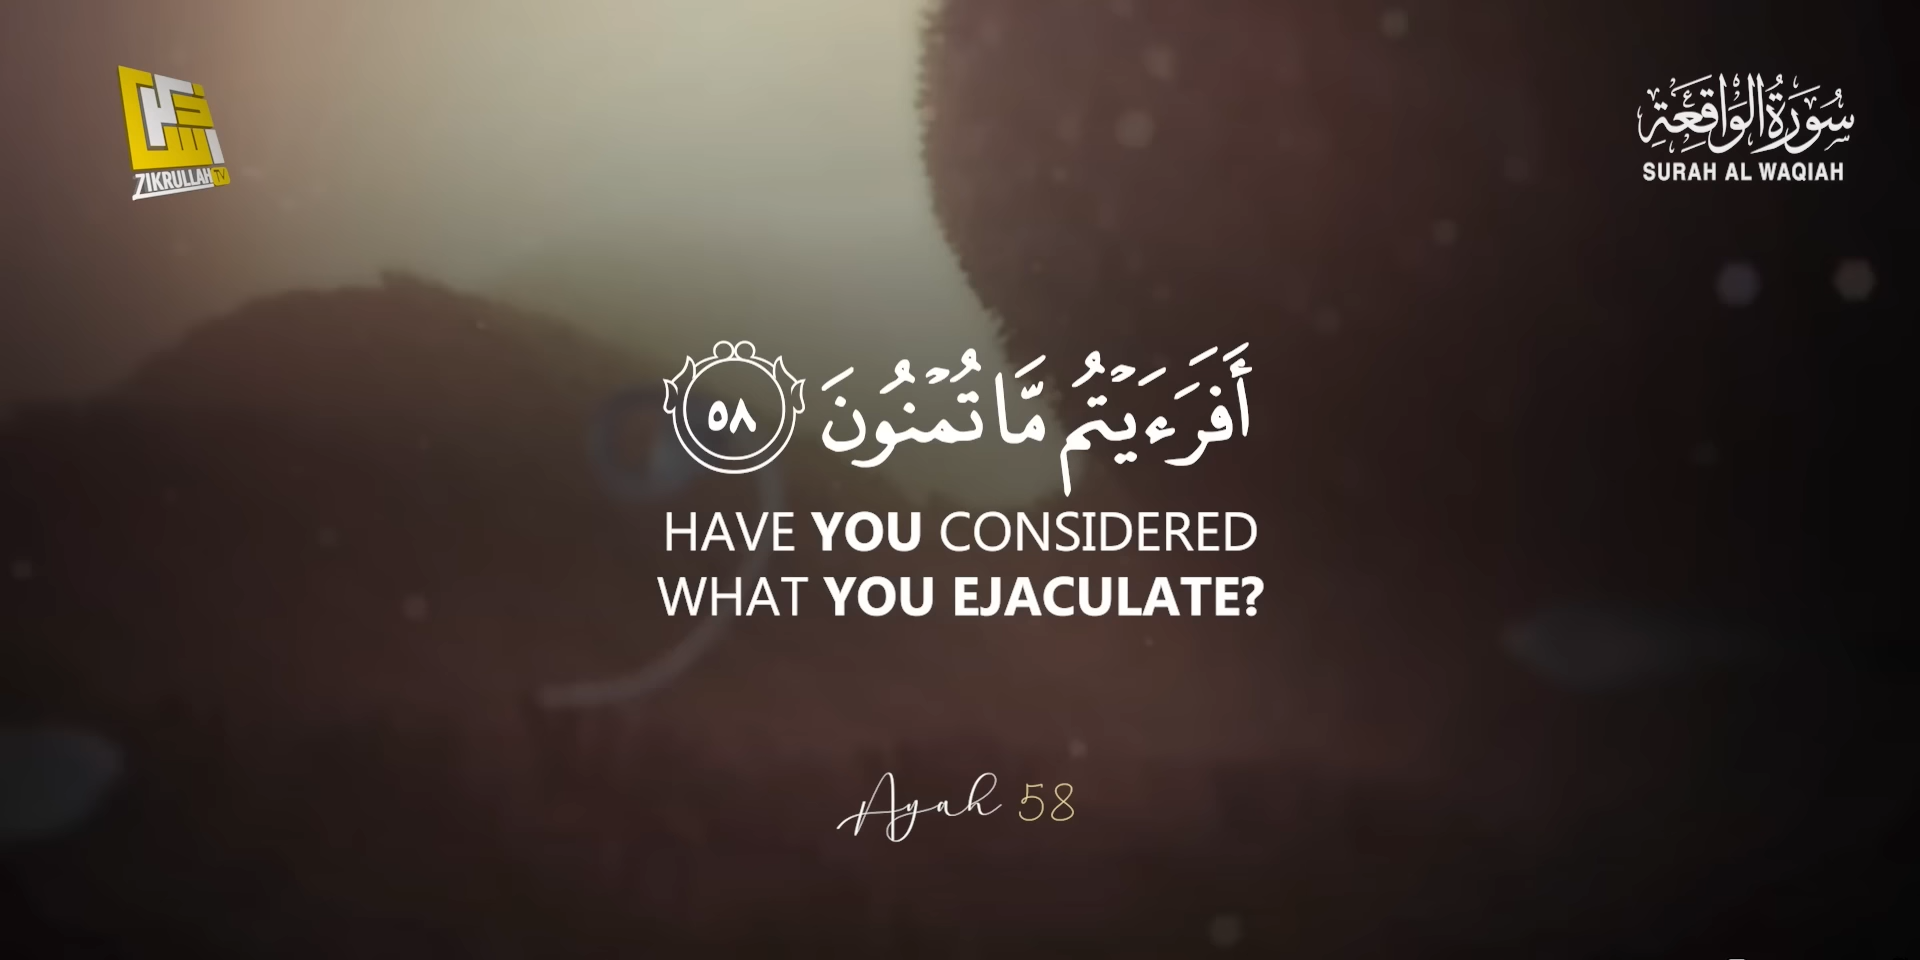 ZIKRULLAH TV
سُورَةُ الوَاقِعَة
SURAH AL WAQIAH
أَفَرَءَيْتُم مَّا تُمْنُونَ ٥٨
HAVE YOU CONSIDERED
WHAT YOU EJACULATE?
Ayah 58